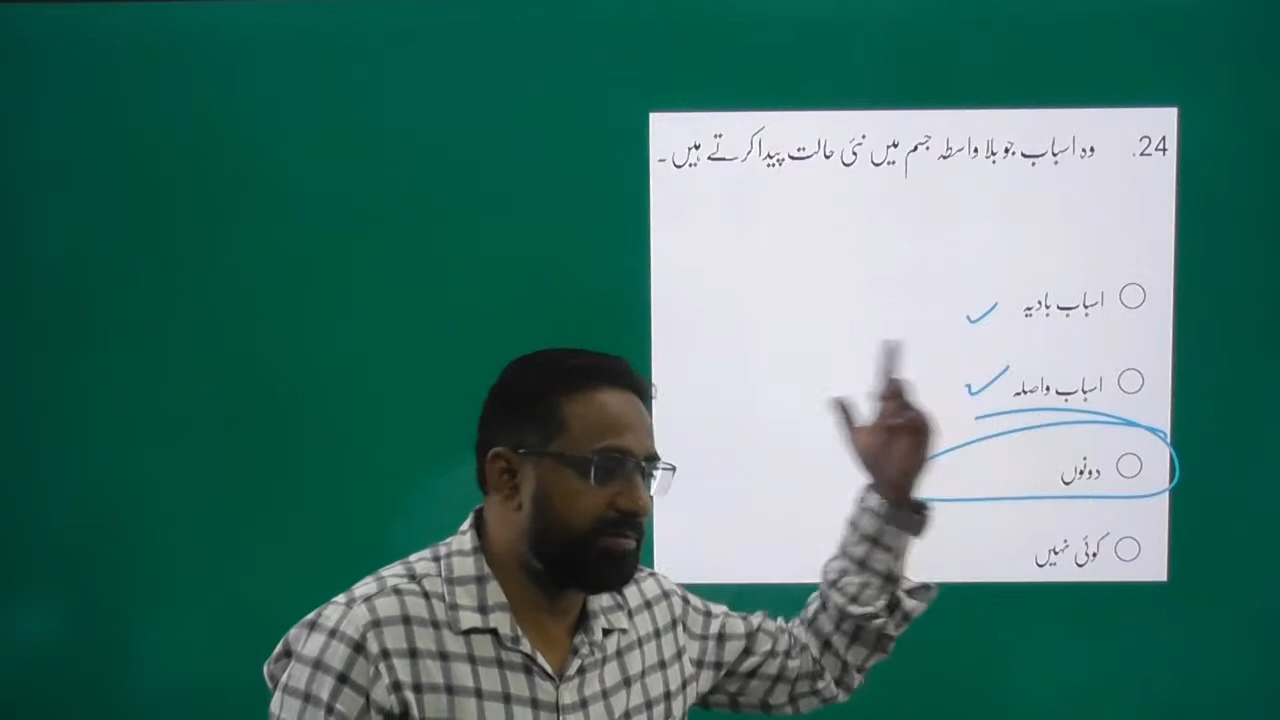 24. وہ اسباب جو بلا واسطہ جسم میں نئی حالت پیدا کرتے ہیں۔
اسباب بادیہ
اسباب واصلہ
دونوں
کوئی نہیں